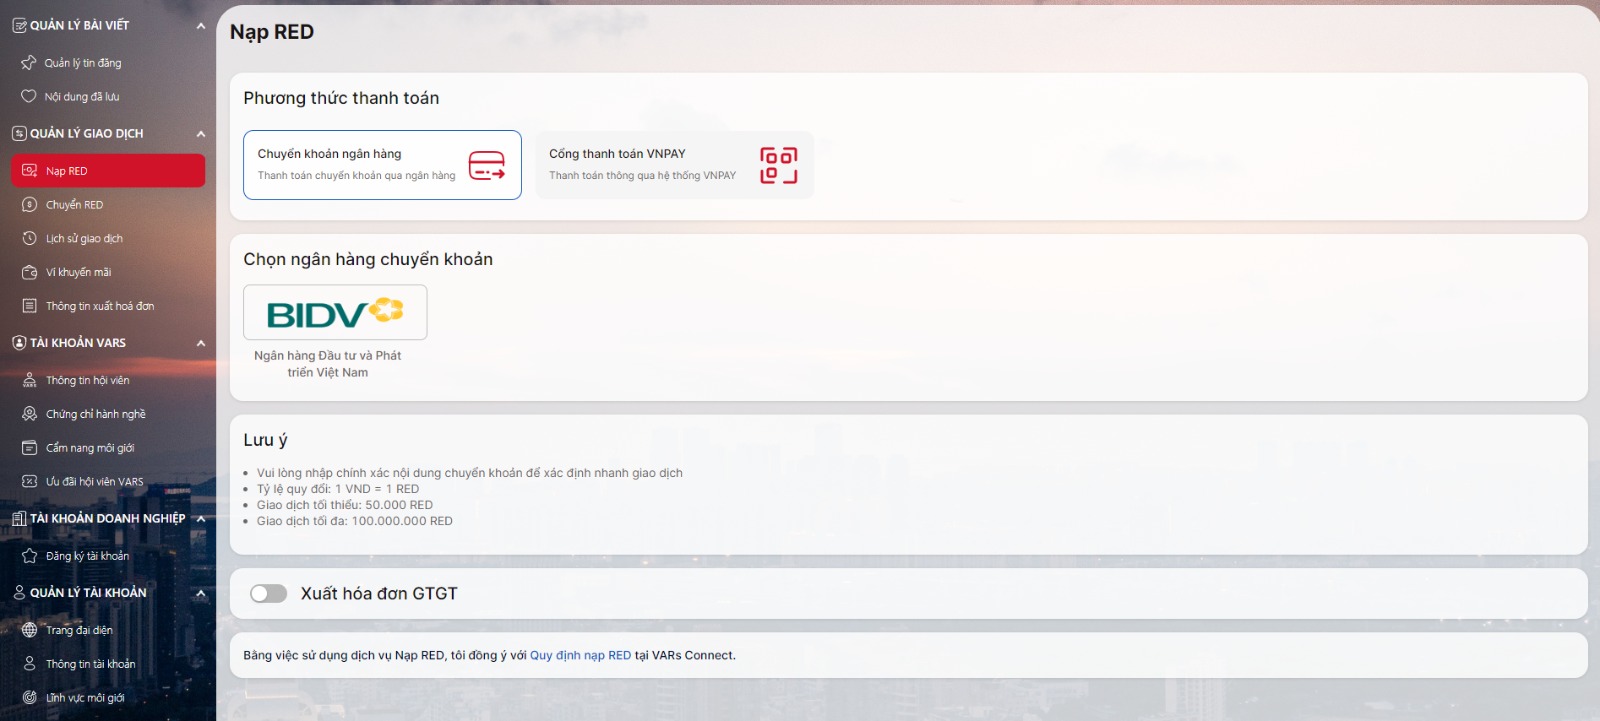 QUẢN LÝ BÀI VIẾT
Quản lý tin đăng
Nội dung đã lưu
QUẢN LÝ GIAO DỊCH
Nạp RED
Chuyển RED
Lịch sử giao dịch
Ví khuyến mãi
Thông tin xuất hoá đơn
TÀI KHOẢN VARS
Thông tin hội viên
Chứng chỉ hành nghề
Cẩm nang môi giới
Ưu đãi hội viên VARS
TÀI KHOẢN DOANH NGHIỆP
Đăng ký tài khoản
QUẢN LÝ TÀI KHOẢN
Trang đại diện
Thông tin tài khoản
Lĩnh vực môi giới
Nạp RED
Phương thức thanh toán
Chuyển khoản ngân hàng
Thanh toán chuyển khoản qua ngân hàng
Cổng thanh toán VNPAY
Thanh toán thông qua hệ thống VNPAY
Chọn ngân hàng chuyển khoản
BIDV
Ngân hàng Đầu tư và Phát
triển Việt Nam
Lưu ý
Vui lòng nhập chính xác nội dung chuyển khoản để xác định nhanh giao dịch
Tỷ lệ quy đổi: 1 VND = 1 RED
Giao dịch tối thiểu: 50.000 RED
Giao dịch tối đa: 100.000.000 RED
Xuất hóa đơn GTGT
Bằng việc sử dụng dịch vụ Nạp RED, tôi đồng ý với Quy định nạp RED tại VARs Connect.